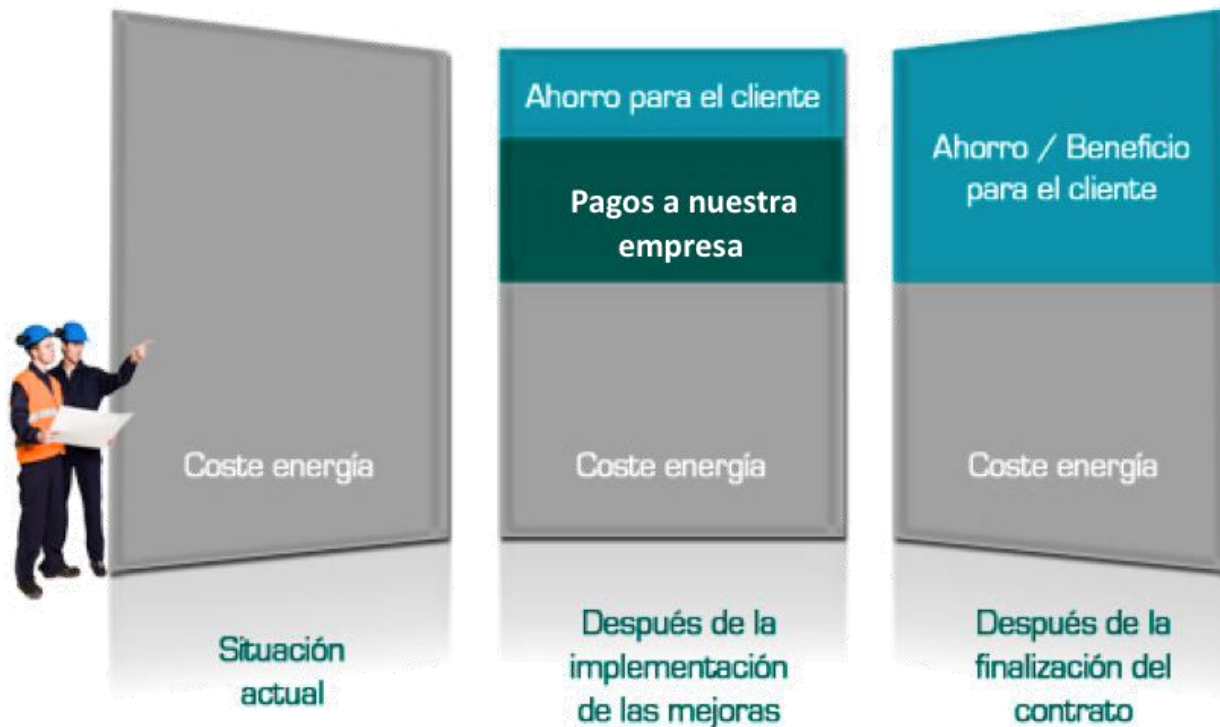 Coste energía
Situación
actual
Ahorro para el cliente
Pagos a nuestra
empresa
Coste energía
Después de la
implementación
de las mejoras
Ahorro / Beneficio
para el cliente
Coste energía
Después de la
finalización del
contrato